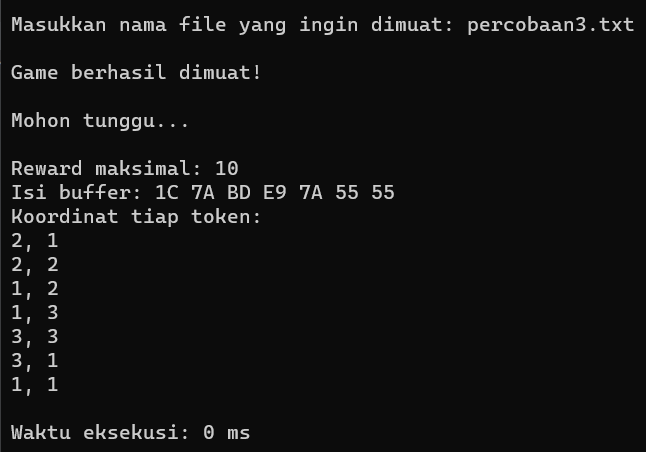 Masukkan nama file yang ingin dimuat: percobaan3.txt
Game berhasil dimuat!
Mohon tunggu...
Reward maksimal: 10
Isi buffer: 1C 7A BD E9 7A 55 55
Koordinat tiap token:
2, 1
2, 2
1, 2
1, 3
3, 3
3, 1
1, 1
Waktu eksekusi: 0 ms